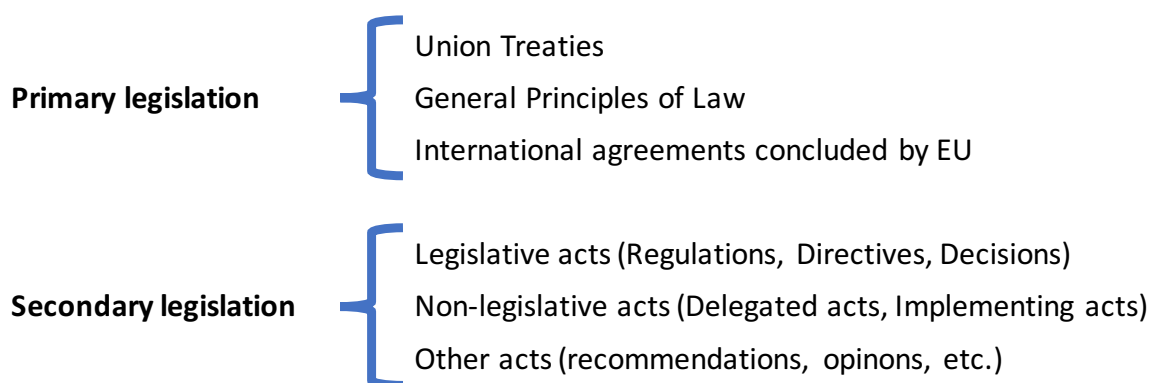 Union Treaties
Primary legislation
General Principles of Law
International agreements concluded by EU
Legislative acts (Regulations, Directives, Decisions)
Secondary legislation
Non-legislative acts (Delegated acts, Implementing acts)
Other acts (recommendations, opinons, etc.)